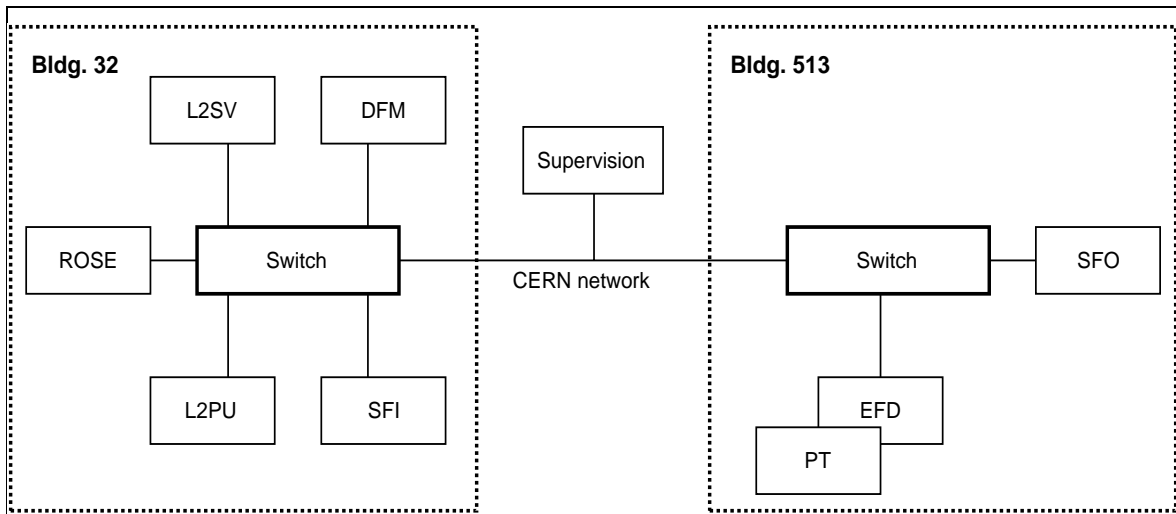 Bldg. 32
Bldg. 513
L2SV
DFM
Supervision
ROSE
Switch
CERN network
Switch
SFO
L2PU
SFI
EFD
PT